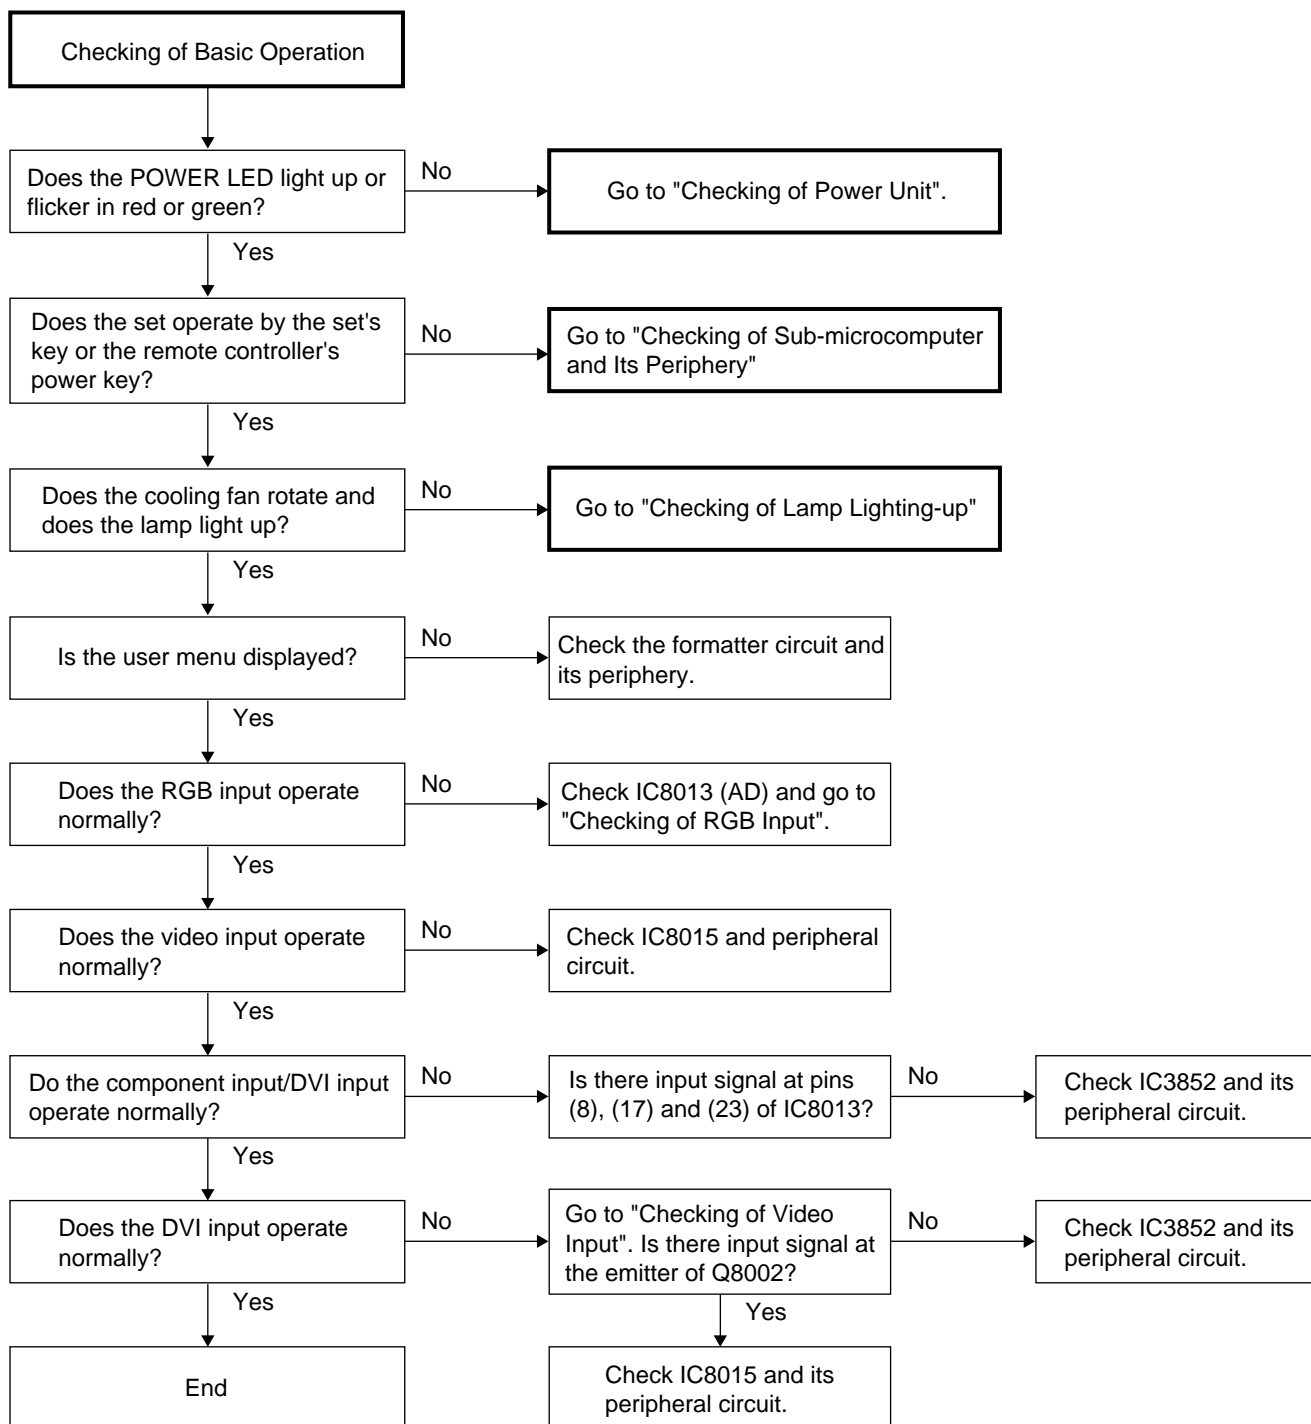 Checking of Basic Operation
Does the POWER LED light up or
flicker in red or green?
No
Go to "Checking of Power Unit".
Yes
Does the set operate by the set's
key or the remote controller's
power key?
No
Go to "Checking of Sub-microcomputer
and Its Periphery"
Yes
Does the cooling fan rotate and
does the lamp light up?
No
Go to "Checking of Lamp Lighting-up"
Yes
Is the user menu displayed?
No
Check the formatter circuit and
its periphery.
Yes
Does the RGB input operate
normally?
No
Check IC8013 (AD) and go to
"Checking of RGB Input".
Yes
Does the video input operate
normally?
No
Check IC8015 and peripheral
circuit.
Yes
Do the component input/DVI input
operate normally?
No
Is there input signal at pins
(8), (17) and (23) of IC8013?
No
Check IC3852 and its
peripheral circuit.
Yes
Does the DVI input operate
normally?
No
Go to "Checking of Video
Input". Is there input signal at
the emitter of Q8002?
No
Check IC3852 and its
peripheral circuit.
Yes
Yes
End
Check IC8015 and its
peripheral circuit.